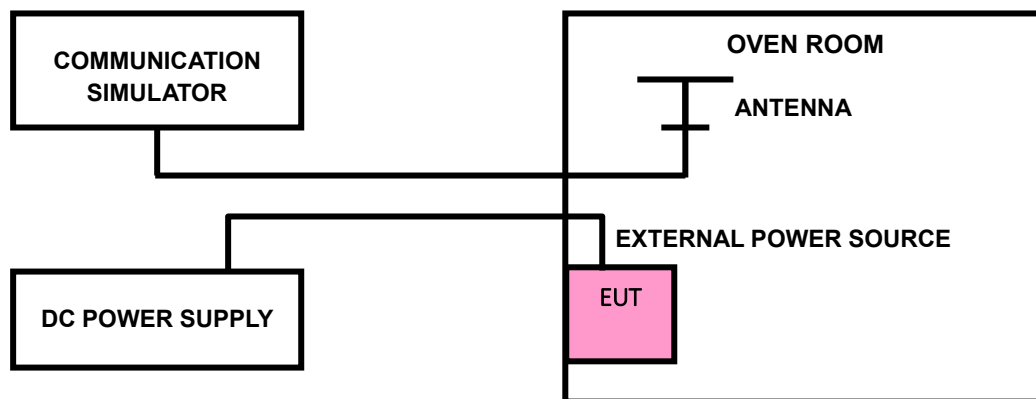 COMMUNICATION
SIMULATOR
OVEN ROOM
ANTENNA
EXTERNAL POWER SOURCE
DC POWER SUPPLY
EUT